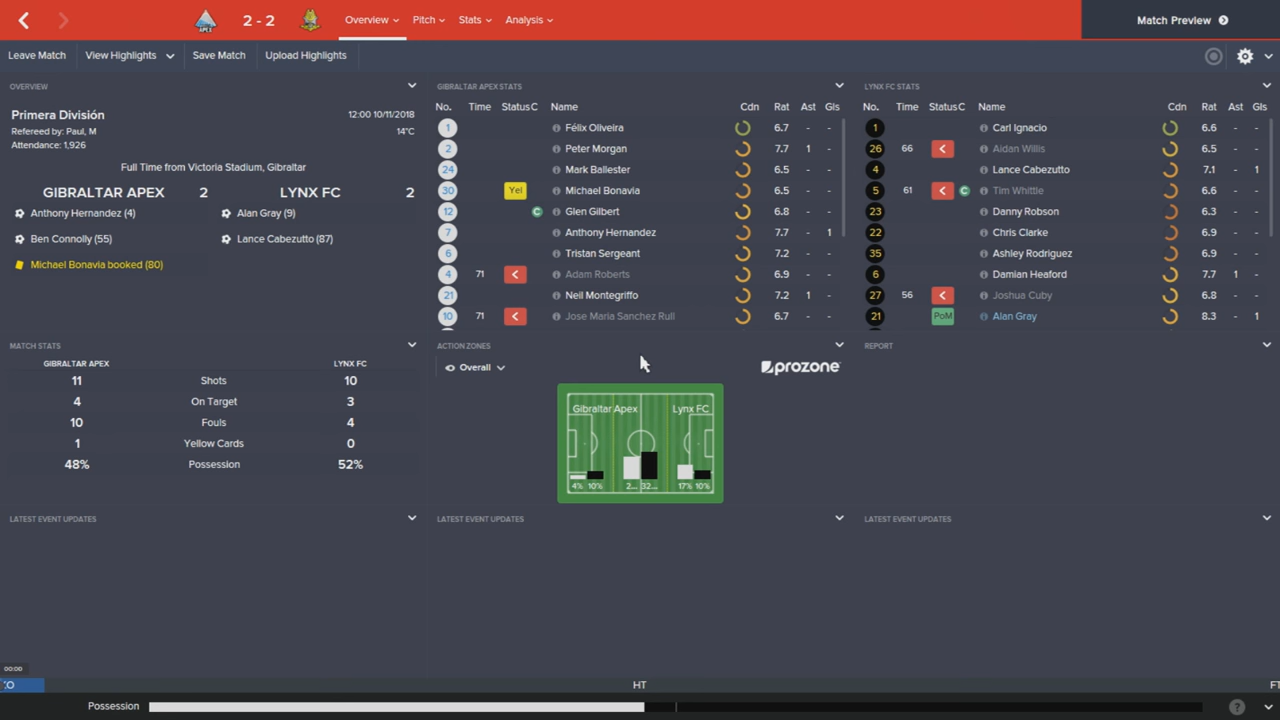 APEX 2 - 2 Overview Pitch Stats Analysis Match Preview
Leave Match View Highlights Save Match Upload Highlights
OVERVIEW
Primera División 12:00 10/11/2018
Refereed by: Paul, M 14°C
Attendance: 1,926
Full Time from Victoria Stadium, Gibraltar
GIBRALTAR APEX 2 LYNX FC 2
Anthony Hernandez (4) Alan Gray (9)
Ben Connolly (55) Lance Cabezutto (87)
Michael Bonavia booked (80)
GIBRALTAR APEX STATS
No. Time Status C Name Cdn Rat Ast Gls
1 Félix Oliveira 6.7 - -
2 Peter Morgan 7.7 1 -
24 Mark Ballester 6.5 - -
30 Yel Michael Bonavia 6.5 - -
12 C Glen Gilbert 6.8 - -
7 Anthony Hernandez 7.7 - 1
6 Tristan Sergeant 7.2 - -
4 71 Adam Roberts 6.9 - -
21 Neil Montegriffo 7.2 1 -
10 71 Jose Maria Sanchez Rull 6.7 - -
LYNX FC STATS
No. Time Status C Name Cdn Rat Ast Gls
1 Carl Ignacio 6.6 - -
26 66 Aidan Willis 6.5 - -
4 Lance Cabezutto 7.1 - 1
5 61 C Tim Whittle 6.6 - -
23 Danny Robson 6.3 - -
22 Chris Clarke 6.9 - -
35 Ashley Rodriguez 6.9 - -
6 Damian Heaford 7.7 1 -
27 56 Joshua Cuby 6.8 - -
21 PoM Alan Gray 8.3 - 1
MATCH STATS
GIBRALTAR APEX LYNX FC
11 Shots 10
4 On Target 3
10 Fouls 4
1 Yellow Cards 0
48% Possession 52%
ACTION ZONES
Overall prozone
Gibraltar Apex Lynx FC
4% 10% 2... 32... 17% 10%
REPORT
LATEST EVENT UPDATES
LATEST EVENT UPDATES
LATEST EVENT UPDATES
00:00
HT FT
Possession